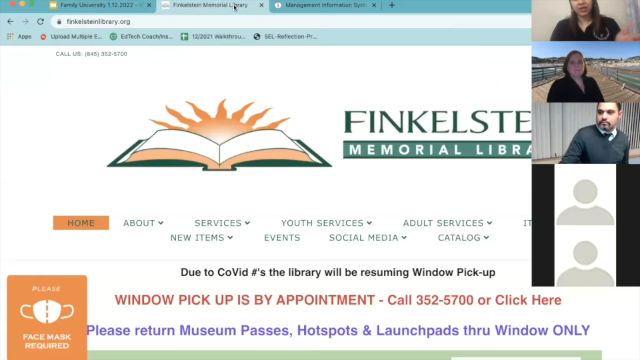 Family University 1.12.2022 -
Finkelstein Memorial Library
Management Information Syst
finkelsteinlibrary.org
Apps
Upload Multiple E...
EdTech Coach/Ins...
12/2021 Walkthrou...
SEL-Reflection-Pr...
CALL US: (845) 352-5700
FINKELSTE
MEMORIAL LIB
HOME
ABOUT
SERVICES
YOUTH SERVICES
ADULT SERVICES
IT
NEW ITEMS
EVENTS
SOCIAL MEDIA
CATALOG
Due to CoVid #'s the library will be resuming Window Pick-up
WINDOW PICK UP IS BY APPOINTMENT - Call 352-5700 or Click Here
Please return Museum Passes, Hotspots & Launchpads thru Window ONLY
PLEASE
FACE MASK
REQUIRED